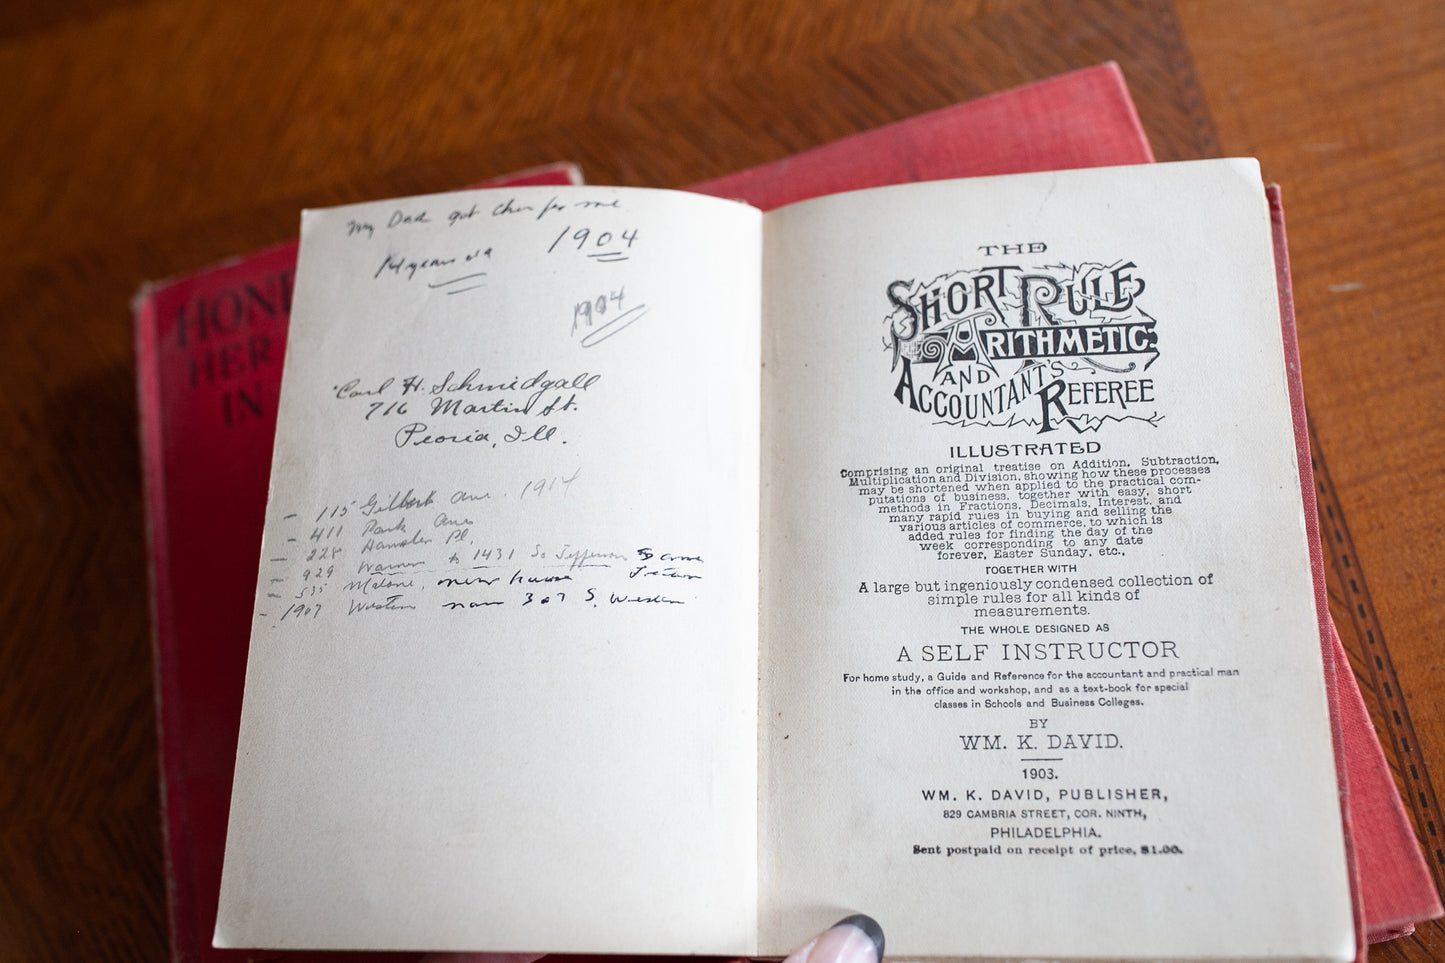 HONE
HER
IN
My Dad got this for me
14 years old 1904
1904
Carl H. Schmidgall
716 Martin St.
Peoria, Ill.
- 115 Gilbert Ave. 1914
- 411 Park Ave
- 228 Pl.
- 929 Warner to 1431 So Jefferson
- 535 Malone, new house
- 1907 Western now 307 S. Western
THE
SHORT RULE
ARITHMETIC
AND
ACCOUNTANT'S REFEREE
ILLUSTRATED
Comprising an original treatise on Addition, Subtraction,
Multiplication and Division, showing how these processes
may be shortened when applied to the practical com-
putations of business, together with easy, short
methods in Fractions, Decimals, Interest, and
many rapid rules in buying and selling the
various articles of commerce, to which is
added rules for finding the day of the
week corresponding to any date
forever, Easter Sunday, etc.,
TOGETHER WITH
A large but ingeniously condensed collection of
simple rules for all kinds of
measurements.
THE WHOLE DESIGNED AS
A SELF INSTRUCTOR
For home study, a Guide and Reference for the accountant and practical man
in the office and workshop, and as a text-book for special
classes in Schools and Business Colleges.
BY
WM. K. DAVID.
1903.
WM. K. DAVID, PUBLISHER,
829 CAMBRIA STREET, COR. NINTH,
PHILADELPHIA.
Sent postpaid on receipt of price, $1.00.